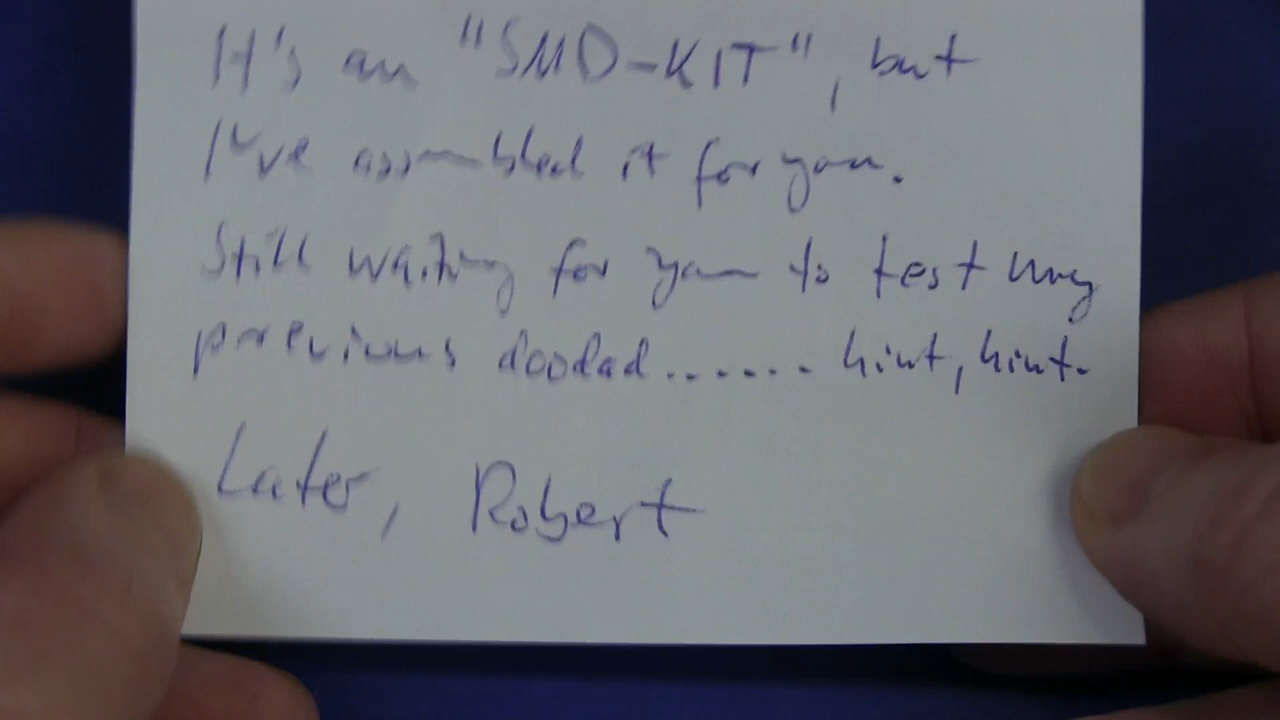 It's an "SMD-KIT", but
I've assembled it for you.
Still waiting for you to test my
previous doodad....... hint, hint.
Later, Robert